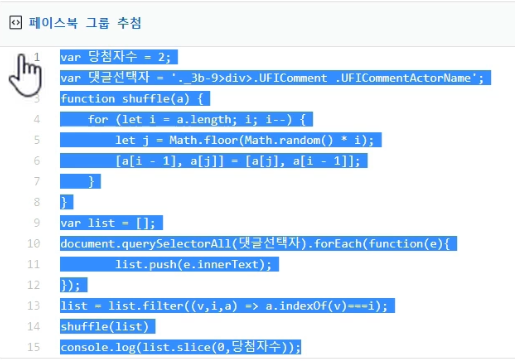 페이스북 그룹 추첨
1 var 당첨자수 = 2;
var 댓글선택자 = '._3b-9>div>.UFIComment .UFICommentActorName';
3 function shuffle(a) {
4 for (let i = a.length; i; i--) {
5 let j = Math.floor(Math.random() * i);
6 [a[i - 1], a[j]] = [a[j], a[i - 1]];
7 }
8 }
9 var list = [];
10 document.querySelectorAll(댓글선택자).forEach(function(e){
11 list.push(e.innerText);
12 });
13 list = list.filter((v,i,a) => a.indexOf(v)===i);
14 shuffle(list)
15 console.log(list.slice(0,당첨자수));